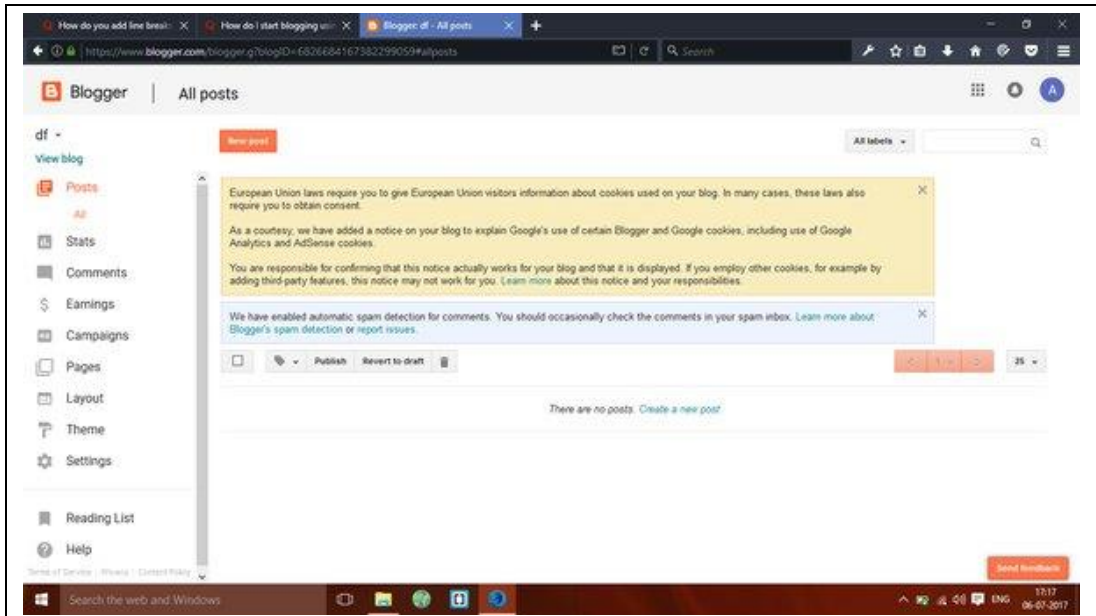 How do you add line break
How do I start blogging usin
Blogger: df - All posts
https://www.blogger.com/blogger.g?blogID=6826684167382299059#allposts
Search
Blogger
All posts
A
df
View blog
New post
All labels
Posts
All
Stats
Comments
Earnings
Campaigns
Pages
Layout
Theme
Settings
Reading List
Help
Terms of Service | Privacy | Content Policy
European Union laws require you to give European Union visitors information about cookies used on your blog. In many cases, these laws also
require you to obtain consent.
As a courtesy, we have added a notice on your blog to explain Google's use of certain Blogger and Google cookies, including use of Google
Analytics and AdSense cookies.
You are responsible for confirming that this notice actually works for your blog and that it is displayed. If you employ other cookies, for example by
adding third-party features, this notice may not work for you. Learn more about this notice and your responsibilities.
We have enabled automatic spam detection for comments. You should occasionally check the comments in your spam inbox. Learn more about
Blogger's spam detection or report issues.
Publish Revert to draft
1
25
There are no posts. Create a new post
Send feedback
Search the web and Windows
ENG
17:17
06-07-2017